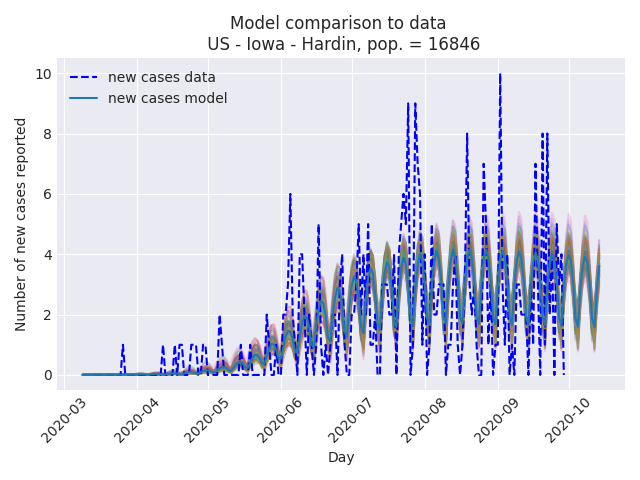 Model comparison to data
US - Iowa - Hardin, pop. = 16846
new cases data
new cases model
Number of new cases reported
10
8
6
4
2
0
2020-03
2020-04
2020-05
2020-06
2020-07
2020-08
2020-09
2020-10
Day